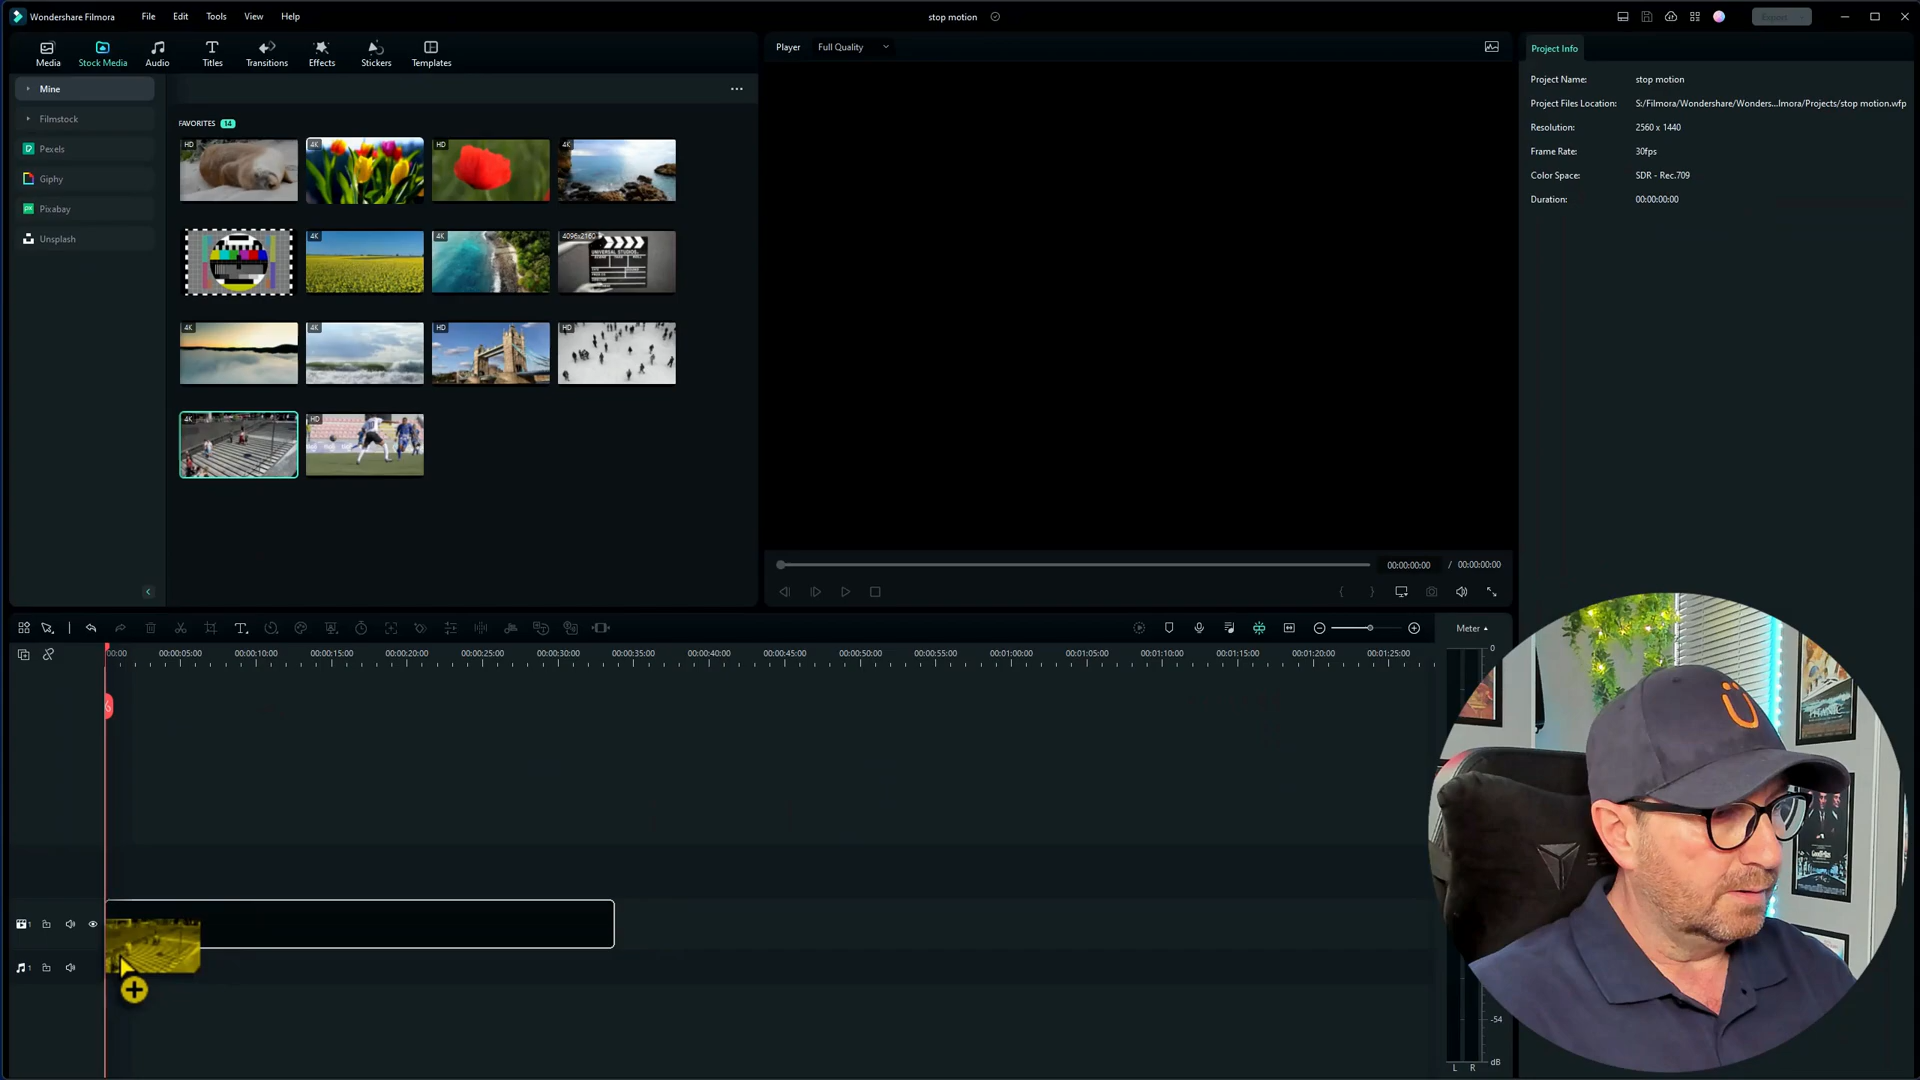 Wondershare Filmora
File
Edit
Tools
View
Help
stop motion
Export
Media
Stock Media
Audio
Titles
Transitions
Effects
Stickers
Templates
Player
Full Quality
Project Info
Mine
Filmstock
Pexels
Giphy
Pixabay
Unsplash
FAVORITES 14
HD
4K
HD
4K
4K
4K
4096x2160
UNIVERSAL STUDIOS
4K
4K
HD
HD
4K
HD
Project Name: stop motion
Project Files Location: S:/Filmora/Wondershare/Wonders...lmora/Projects/stop motion.wfp
Resolution: 2560 x 1440
Frame Rate: 30fps
Color Space: SDR - Rec.709
Duration: 00:00:00:00
00:00:00:00 / 00:00:00:00
Meter
00:00
00:00:05:00
00:00:10:00
00:00:15:00
00:00:20:00
00:00:25:00
00:00:30:00
00:00:35:00
00:00:40:00
00:00:45:00
00:00:50:00
00:00:55:00
00:01:00:00
00:01:05:00
00:01:10:00
00:01:15:00
00:01:20:00
00:01:25:00
0
1
1
-54
dB
L R
TITANIC
GoodFellas